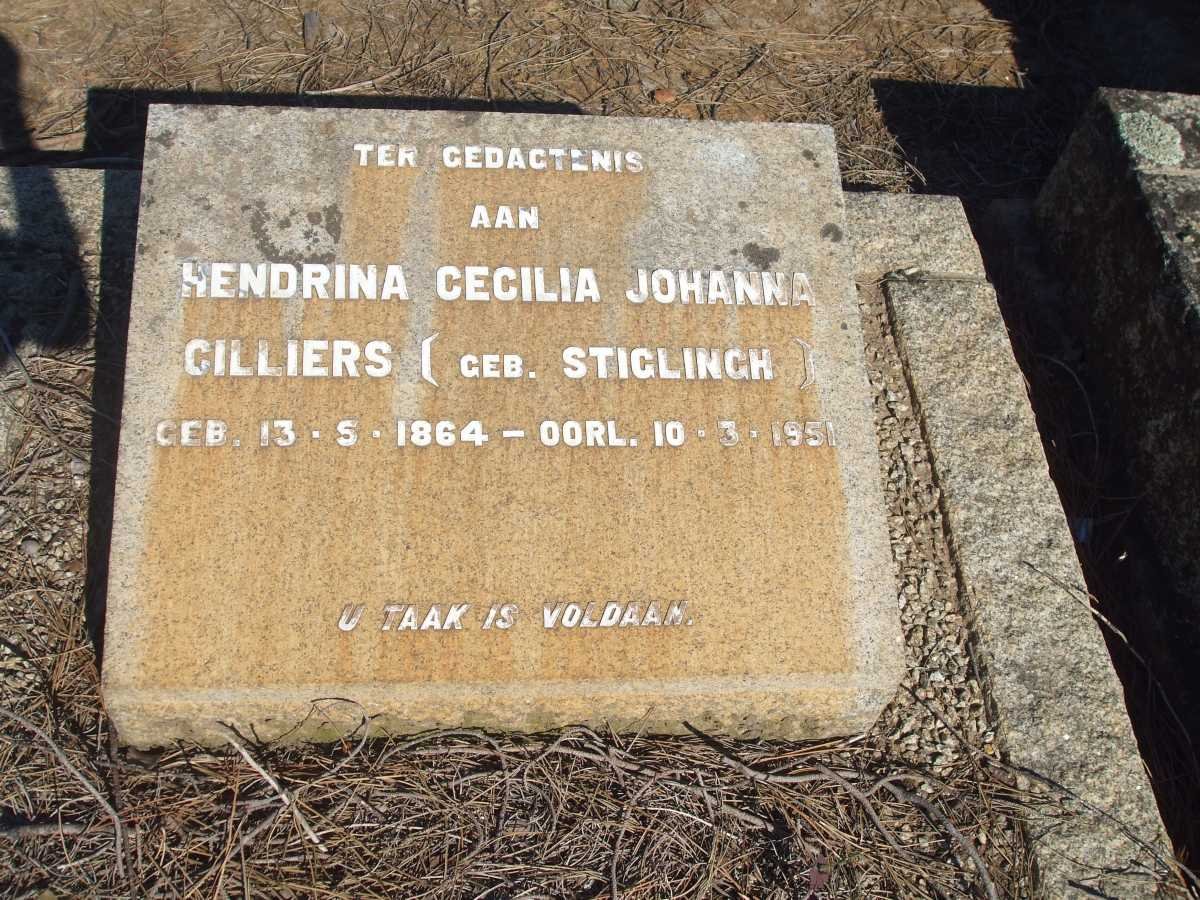 TER GEDACTENIS
AAN
HENDRINA CECILIA JOHANNA
CILLIERS ( GEB. STIGLINGH )
GEB. 13 · 5 · 1864 – OORL. 10 · 3 · 1951
U TAAK IS VOLDAAN.